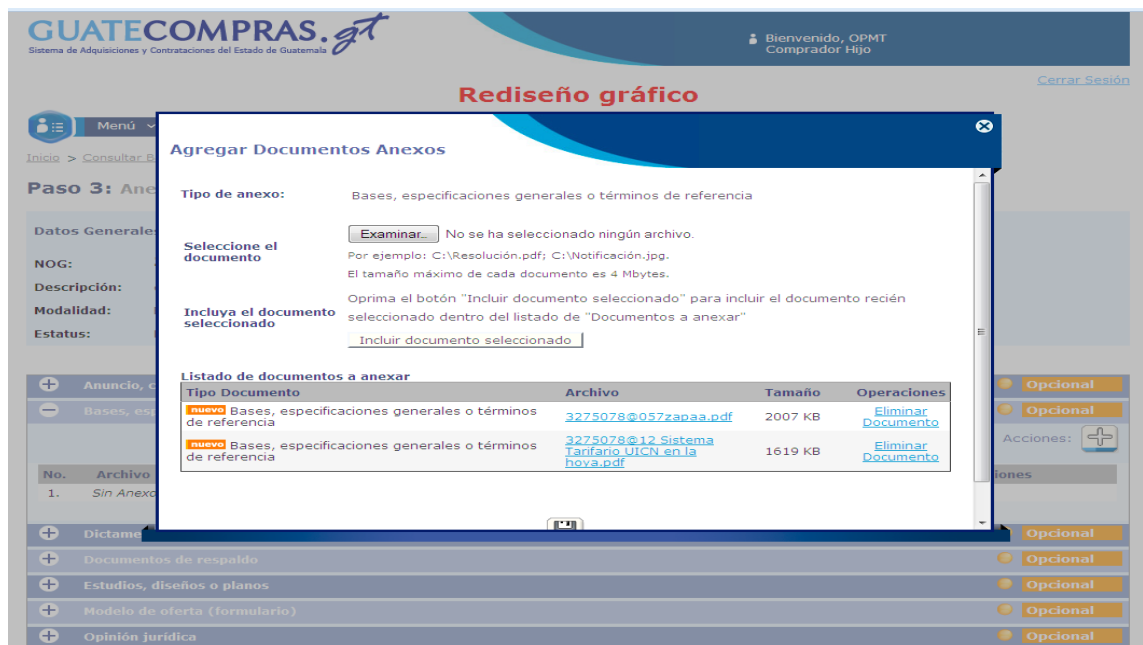 GUATECOMPRAS.gt
Sistema de Adquisiciones y Contrataciones del Estado de Guatemala
Bienvenido, OPMT
Comprador Hijo
Cerrar Sesión
Rediseño gráfico
Menú
Inicio > Consultar B
Paso 3: Ane
Datos Generale
NOG:
Descripción:
Modalidad:
Estatus:
Agregar Documentos Anexos
Tipo de anexo:
Bases, especificaciones generales o términos de referencia
Seleccione el
documento
Examinar... No se ha seleccionado ningún archivo.
Por ejemplo: C:\Resolución.pdf; C:\Notificación.jpg.
El tamaño máximo de cada documento es 4 Mbytes.
Incluya el documento
seleccionado
Oprima el botón "Incluir documento seleccionado" para incluir el documento recién
seleccionado dentro del listado de "Documentos a anexar"
Incluir documento seleccionado
Listado de documentos a anexar
Tipo Documento Archivo Tamaño Operaciones
nuevo Bases, especificaciones generales o términos
de referencia
3275078@057zapaa.pdf
2007 KB
Eliminar
Documento
nuevo Bases, especificaciones generales o términos
de referencia
3275078@12 Sistema
Tarifario UICN en la
hoya.pdf
1619 KB
Eliminar
Documento
Anuncio, c Opcional
Bases, esp Opcional
Acciones:
No. Archivo iones
1. Sin Anexo
Dictame Opcional
Documentos de respaldo Opcional
Estudios, diseños o planos Opcional
Modelo de oferta (formulario) Opcional
Opinión jurídica Opcional